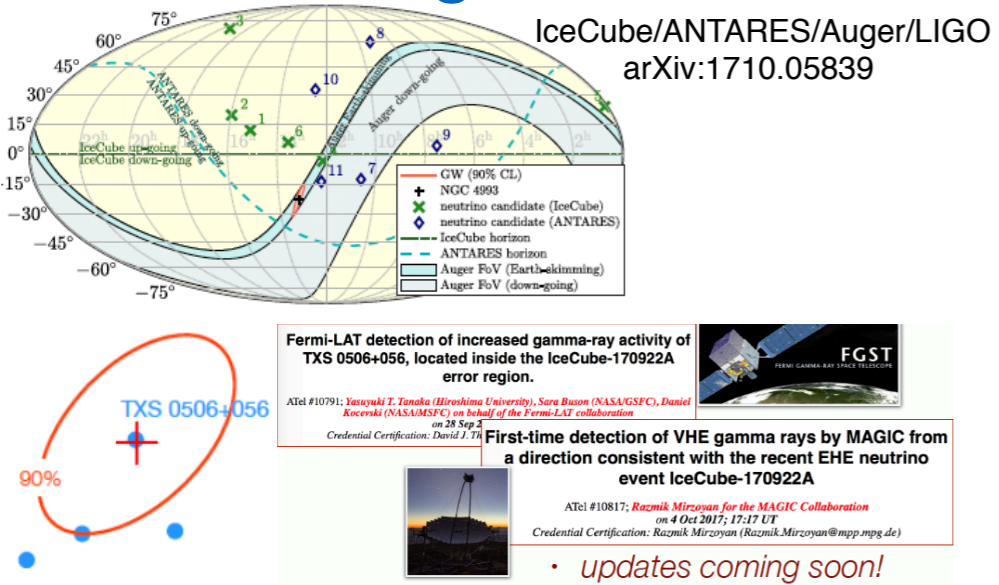 IceCube/ANTARES/Auger/LIGO
arXiv:1710.05839
75°
60°
45°
30°
15°
0°
-15°
−30°
−45°
−60°
−75°
3
8
10
2
1
6
9
7
11
22h 20h
16h
8h
6h
2h
ANTARES down-going
ANTARES up-going
Auger Earth-skimming
Auger down-going
IceCube up-going
IceCube down-going
GW (90% CL)
NGC 4993
neutrino candidate (IceCube)
neutrino candidate (ANTARES)
IceCube horizon
ANTARES horizon
Auger FoV (Earth-skimming)
Auger FoV (down-going)
TXS 0506+056
90%
Fermi-LAT detection of increased gamma-ray activity of
TXS 0506+056, located inside the IceCube-170922A
error region.
ATel #10791; Yasuyuki T. Tanaka (Hiroshima University), Sara Buson (NASA/GSFC), Daniel
Kocevski (NASA/MSFC) on behalf of the Fermi-LAT collaboration
on 28 Sep 2
Credential Certification: David J. Th
FGST
FERMI GAMMA-RAY SPACE TELESCOPE
First-time detection of VHE gamma rays by MAGIC from
a direction consistent with the recent EHE neutrino
event IceCube-170922A
ATel #10817; Razmik Mirzoyan for the MAGIC Collaboration
on 4 Oct 2017; 17:17 UT
Credential Certification: Razmik Mirzoyan (Razmik.Mirzoyan@mpp.mpg.de)
• updates coming soon!